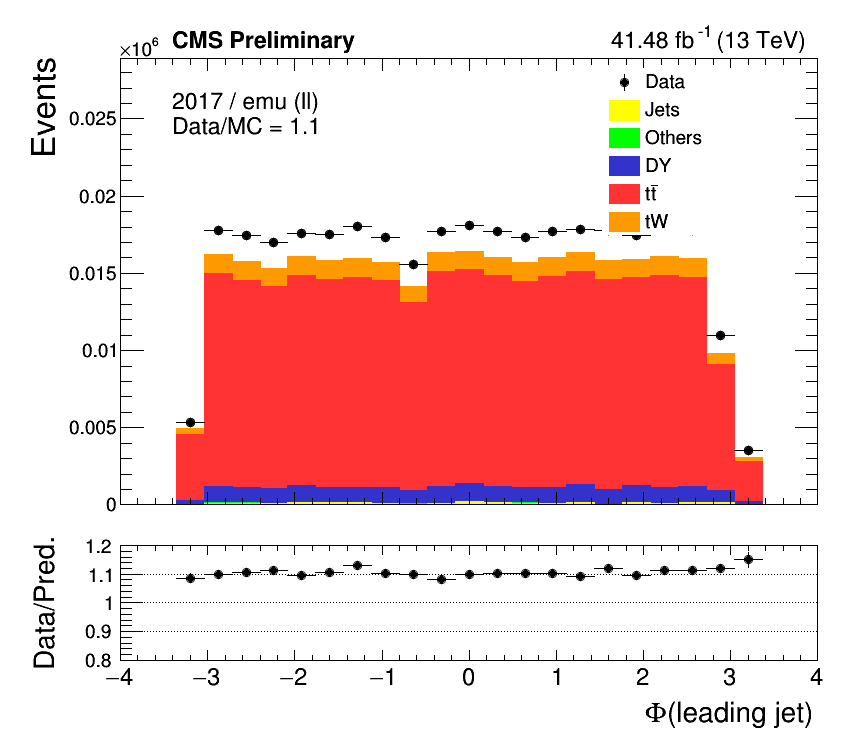 ×10⁶ CMS Preliminary 41.48 fb⁻¹ (13 TeV)
Events
2017 / emu (ll)
Data/MC = 1.1
Data
Jets
Others
DY
tt̄
tW
0.025
0.02
0.015
0.01
0.005
0
Data/Pred.
1.2
1.1
1
0.9
0.8
−4 −3 −2 −1 0 1 2 3 4
Φ(leading jet)